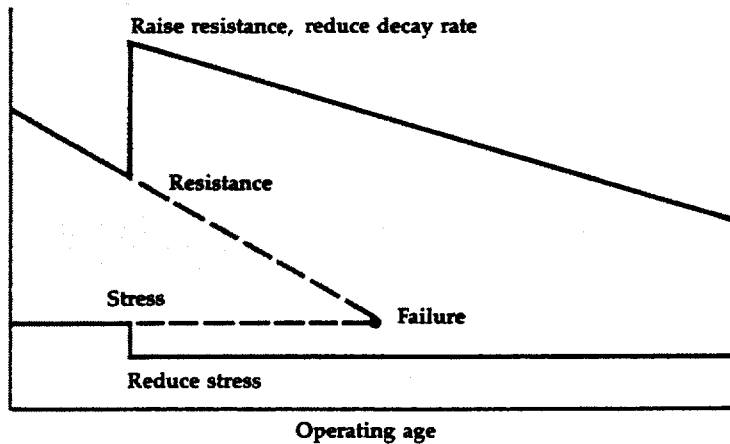 Raise resistance, reduce decay rate
Resistance
Stress
Failure
Reduce stress
Operating age